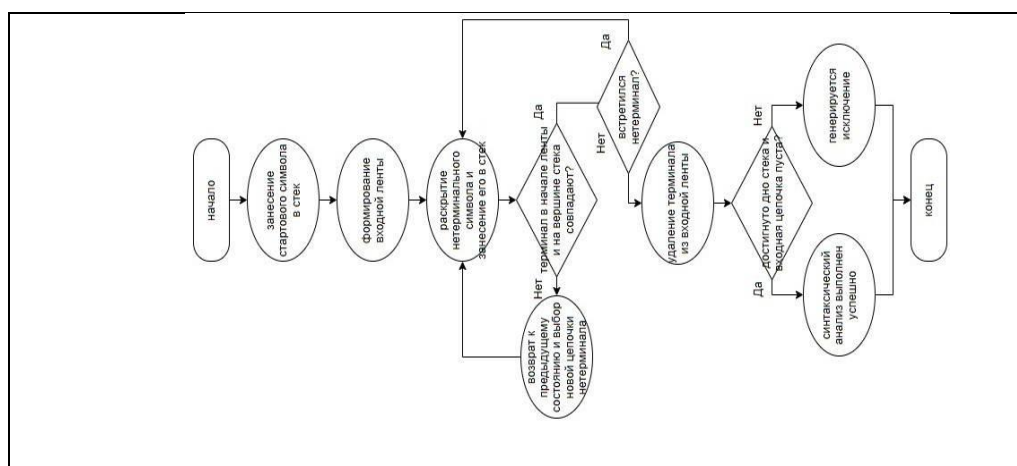 начало
занесение
стартового символа
в стек
формирование
входной ленты
раскрытие
нетерминального
символа и
занесение его в стек
терминал в начале ленты
и на вершине стека
совпадают?
Да
Нет
возврат к
предыдущему
состоянию и выбор
новой цепочки
нетерминала
встретился
нетерминал?
Да
Нет
удаление терминала
из входной ленты
достигнуто дно стека и
входная цепочка пуста?
Нет
Да
генерируется
исключение
синтаксический
анализ выполнен
успешно
конец